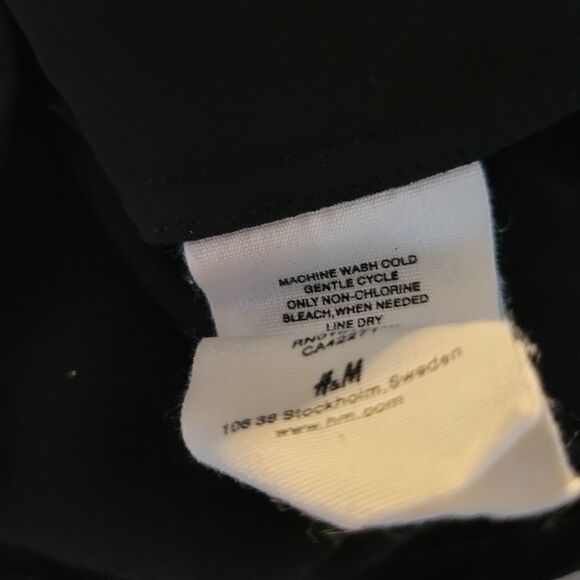 MACHINE WASH COLD
GENTLE CYCLE
ONLY NON-CHLORINE
BLEACH, WHEN NEEDED
LINE DRY
H&M
106 38 Stockholm, Sweden
www.hm.com